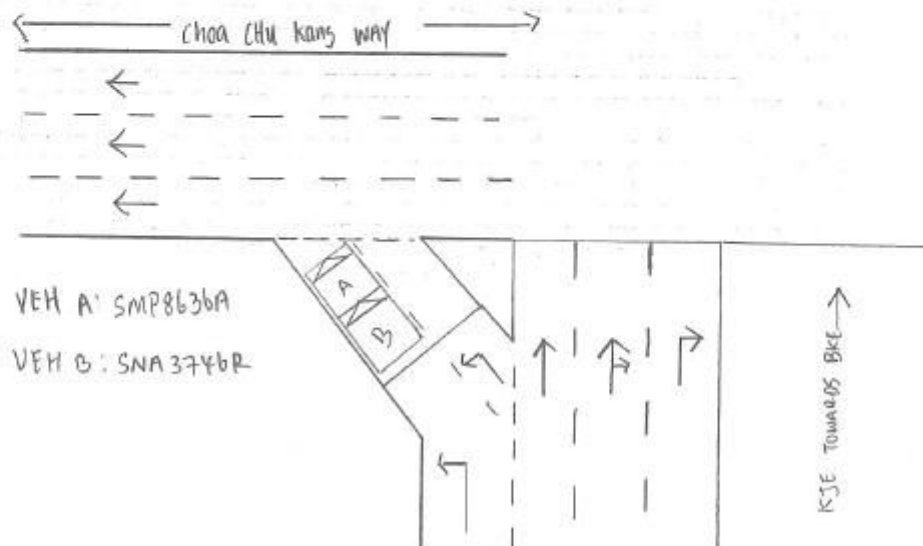 Choa CHU Kang WAY
VEH A: SMP8636A
VEH B: SNA3746R
A
B
KJE TOWARDS BKE